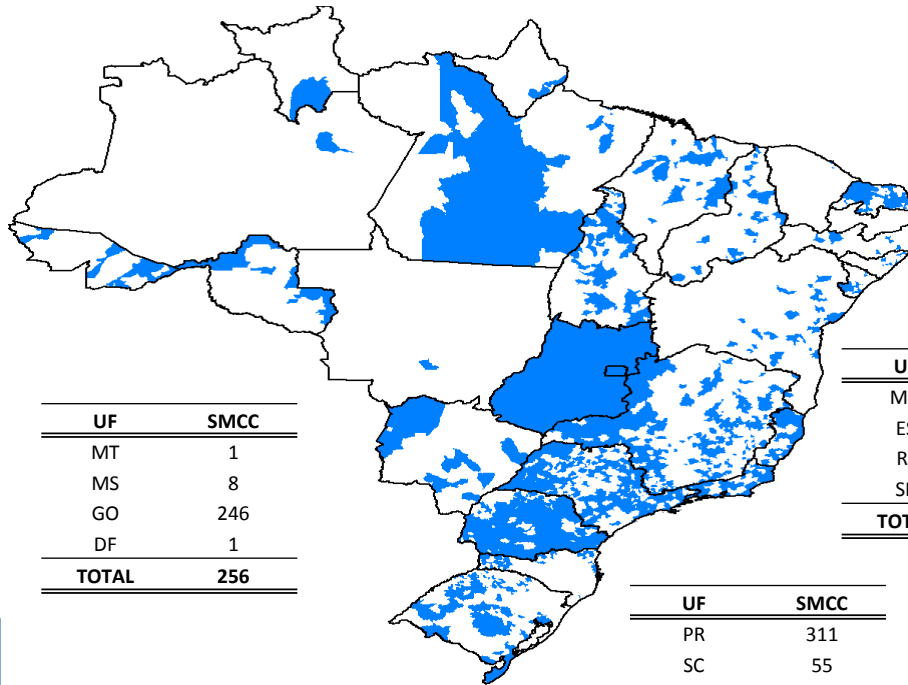 UF SMCC
MT 1
MS 8
GO 246
DF 1
TOTAL 256
UF SMCC
PR 311
SC 55